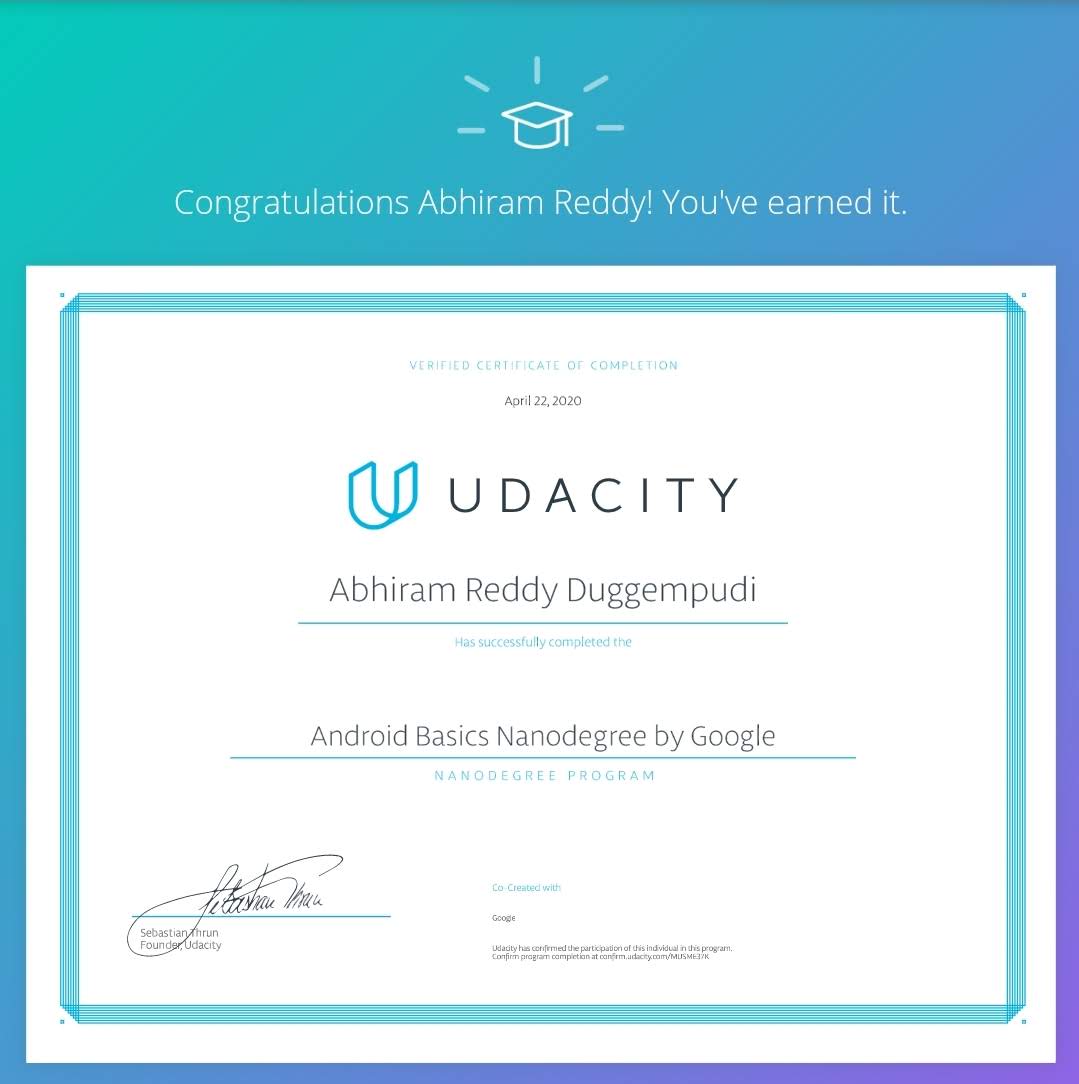 Congratulations Abhiram Reddy! You've earned it.
VERIFIED CERTIFICATE OF COMPLETION
April 22, 2020
UDACITY
Abhiram Reddy Duggempudi
Has successfully completed the
Android Basics Nanodegree by Google
NANODEGREE PROGRAM
Sebastian Thrun
Sebastian Thrun
Founder, Udacity
Co-Created with
Google
Udacity has confirmed the participation of this individual in this program.
Confirm program completion at confirm.udacity.com/MUSME37K